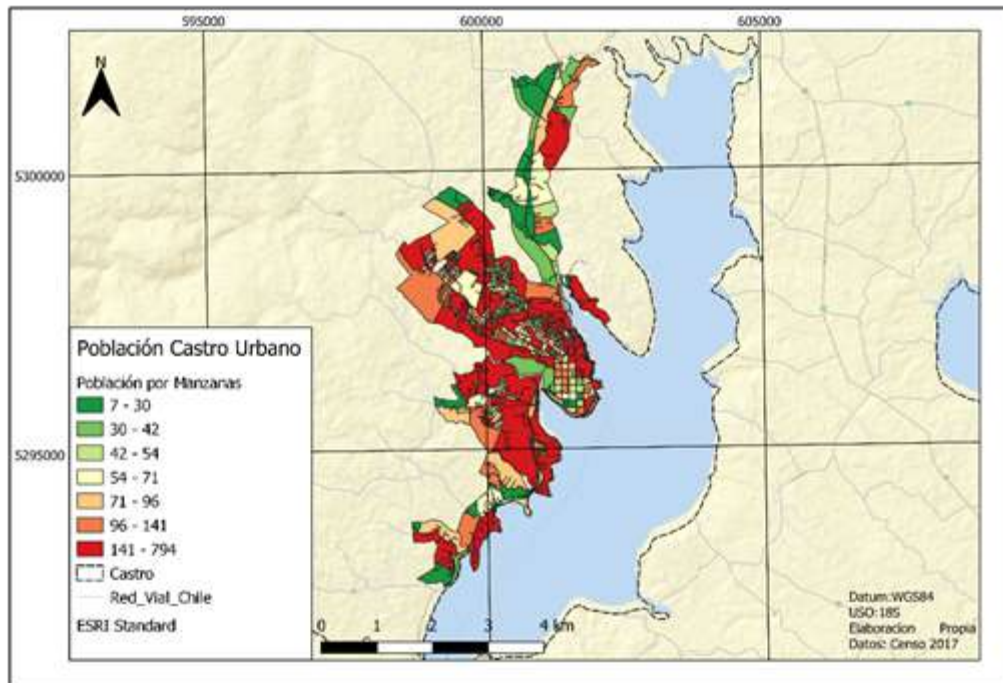 595000 600000 605000
N
5300000
5295000
Población Castro Urbano
Población por Manzanas
7 - 30
30 - 42
42 - 54
54 - 71
71 - 96
96 - 141
141 - 794
Castro
Red_Vial_Chile
ESRI Standard
0 1 2 3 4 km
Datum:WGS84
USO:18S
Elaboracion Propia
Datos: Censo 2017